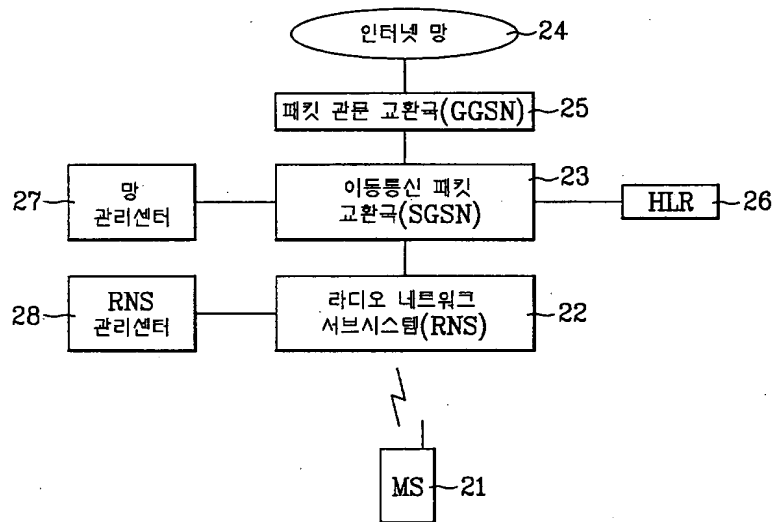 인터넷 망
24
패킷 관문 교환국(GGSN)
25
27
망
관리센터
이동통신 패킷
교환국(SGSN)
23
HLR
26
28
RNS
관리센터
라디오 네트워크
서브시스템(RNS)
22
MS
21